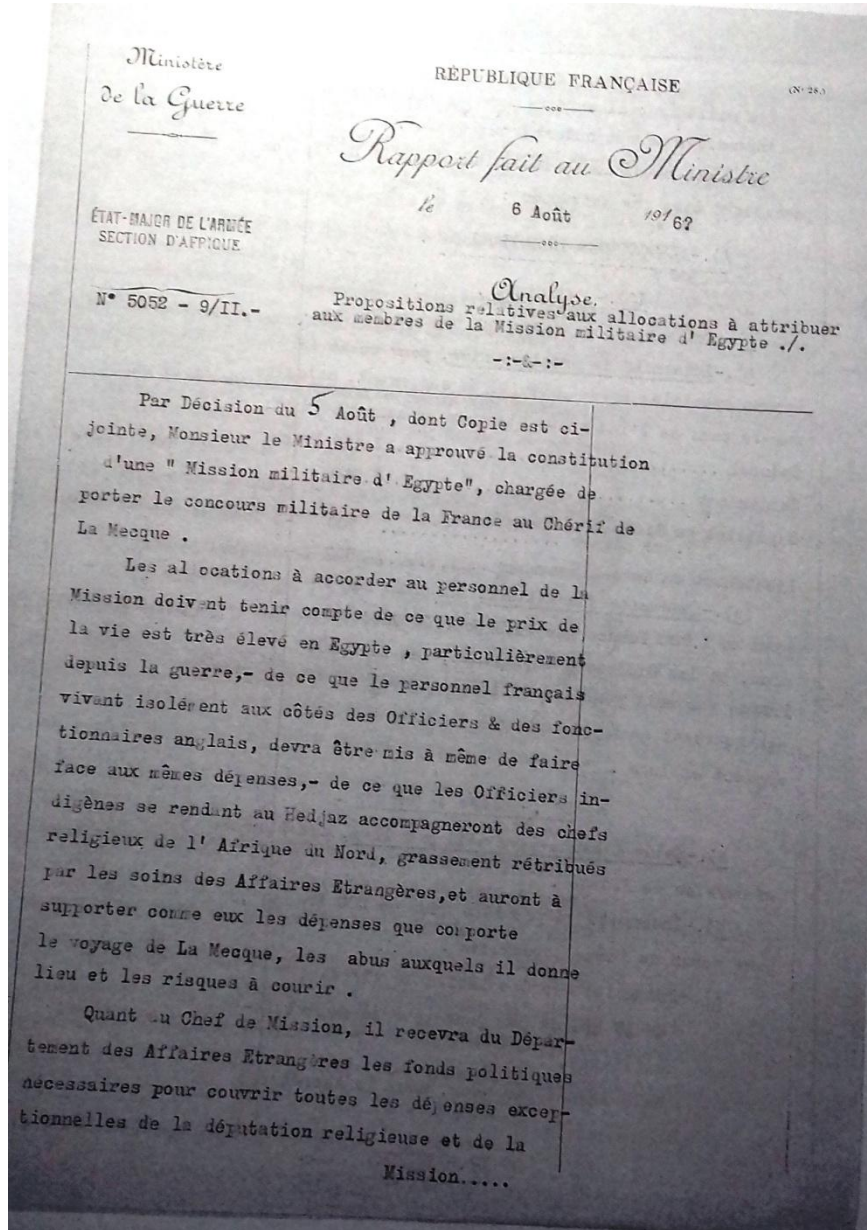 Ministère
de la Guerre
RÉPUBLIQUE FRANÇAISE
(N° 28.)
Rapport fait au Ministre
le 6 Août 1916?
ÉTAT-MAJOR DE L'ARMÉE
SECTION D'AFRIQUE
N° 5052 - 9/II.-
Analyse.
Propositions relatives aux allocations à attribuer
aux membres de la Mission militaire d' Egypte ./.
-:-&-:-
Par Décision du 5 Août , dont Copie est ci-
jointe, Monsieur le Ministre a approuvé la constitution
d'une " Mission militaire d' Egypte", chargée de
porter le concours militaire de la France au Chérif de
La Mecque .
Les al ocations à accorder au personnel de la
Mission doivent tenir compte de ce que le prix de
la vie est très élevé en Egypte , particulièrement
depuis la guerre,- de ce que le personnel français
vivant isolément aux côtés des Officiers & des fonc-
tionnaires anglais, devra être mis à même de faire
face aux mêmes dépenses,- de ce que les Officiers in-
digènes se rendant au Hedjaz accompagneront des chefs
religieux de l' Afrique du Nord, grassement rétribués
par les soins des Affaires Etrangères,et auront à
supporter comme eux les dépenses que comporte
le voyage de La Mecque, les abus auxquels il donne
lieu et les risques à courir .
Quant au Chef de Mission, il recevra du Dépar-
tement des Affaires Etrangères les fonds politiques
nécessaires pour couvrir toutes les dépenses excep-
tionnelles de la députation religieuse et de la
Mission.....